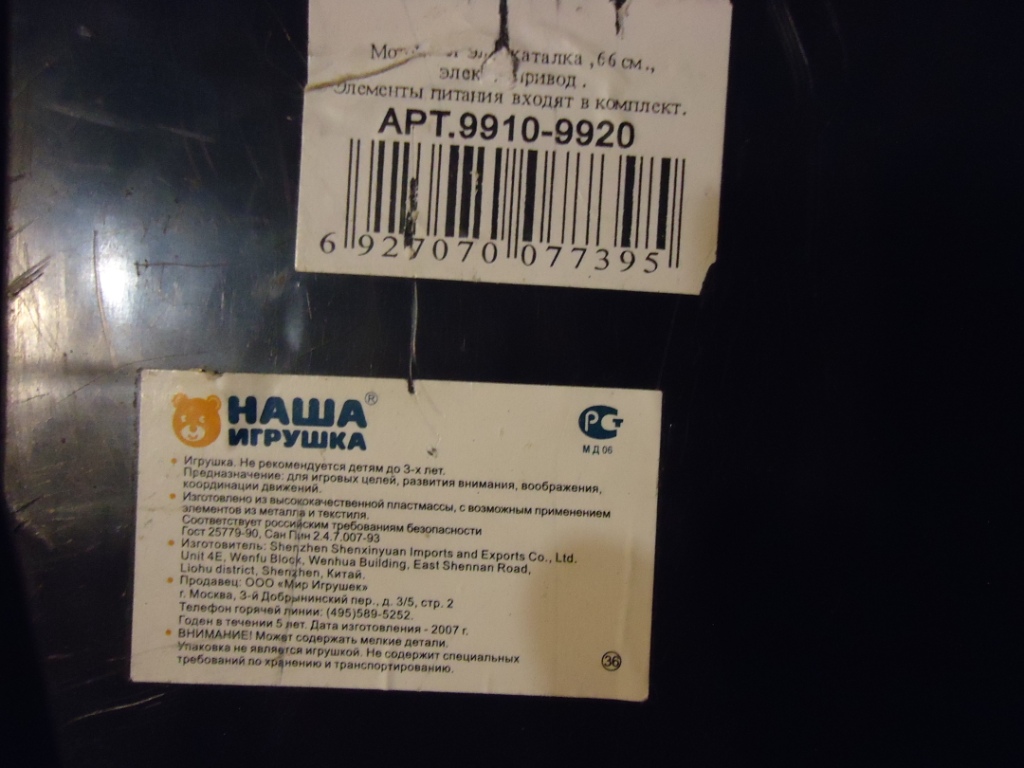 каталка ,66 см.,
привод .
Элементы питания входят в комплект.
АРТ.9910-9920
6 927070 077395
НАША ®
ИГРУШКА
РСТ
МД 06
• Игрушка. Не рекомендуется детям до 3-х лет.
Предназначение: для игровых целей, развития внимания, воображения,
координации движений.
• Изготовлено из высококачественной пластмассы, с возможным применением
элементов из металла и текстиля.
Соответствует российским требованиям безопасности
Гост 25779-90, Сан Пин 2.4.7.007-93
• Изготовитель: Shenzhen Shenxinyuan Imports and Exports Co., Ltd.
Unit 4E, Wenfu Block, Wenhua Building, East Shennan Road,
Liohu district, Shenzhen, Китай.
• Продавец: ООО «Мир Игрушек»
г. Москва, 3-й Добрынинский пер., д. 3/5, стр. 2
Телефон горячей линии: (495)589-5252.
Годен в течении 5 лет. Дата изготовления - 2007 г.
• ВНИМАНИЕ! Может содержать мелкие детали.
Упаковка не является игрушкой. Не содержит специальных
требований по хранению и транспортированию.
36